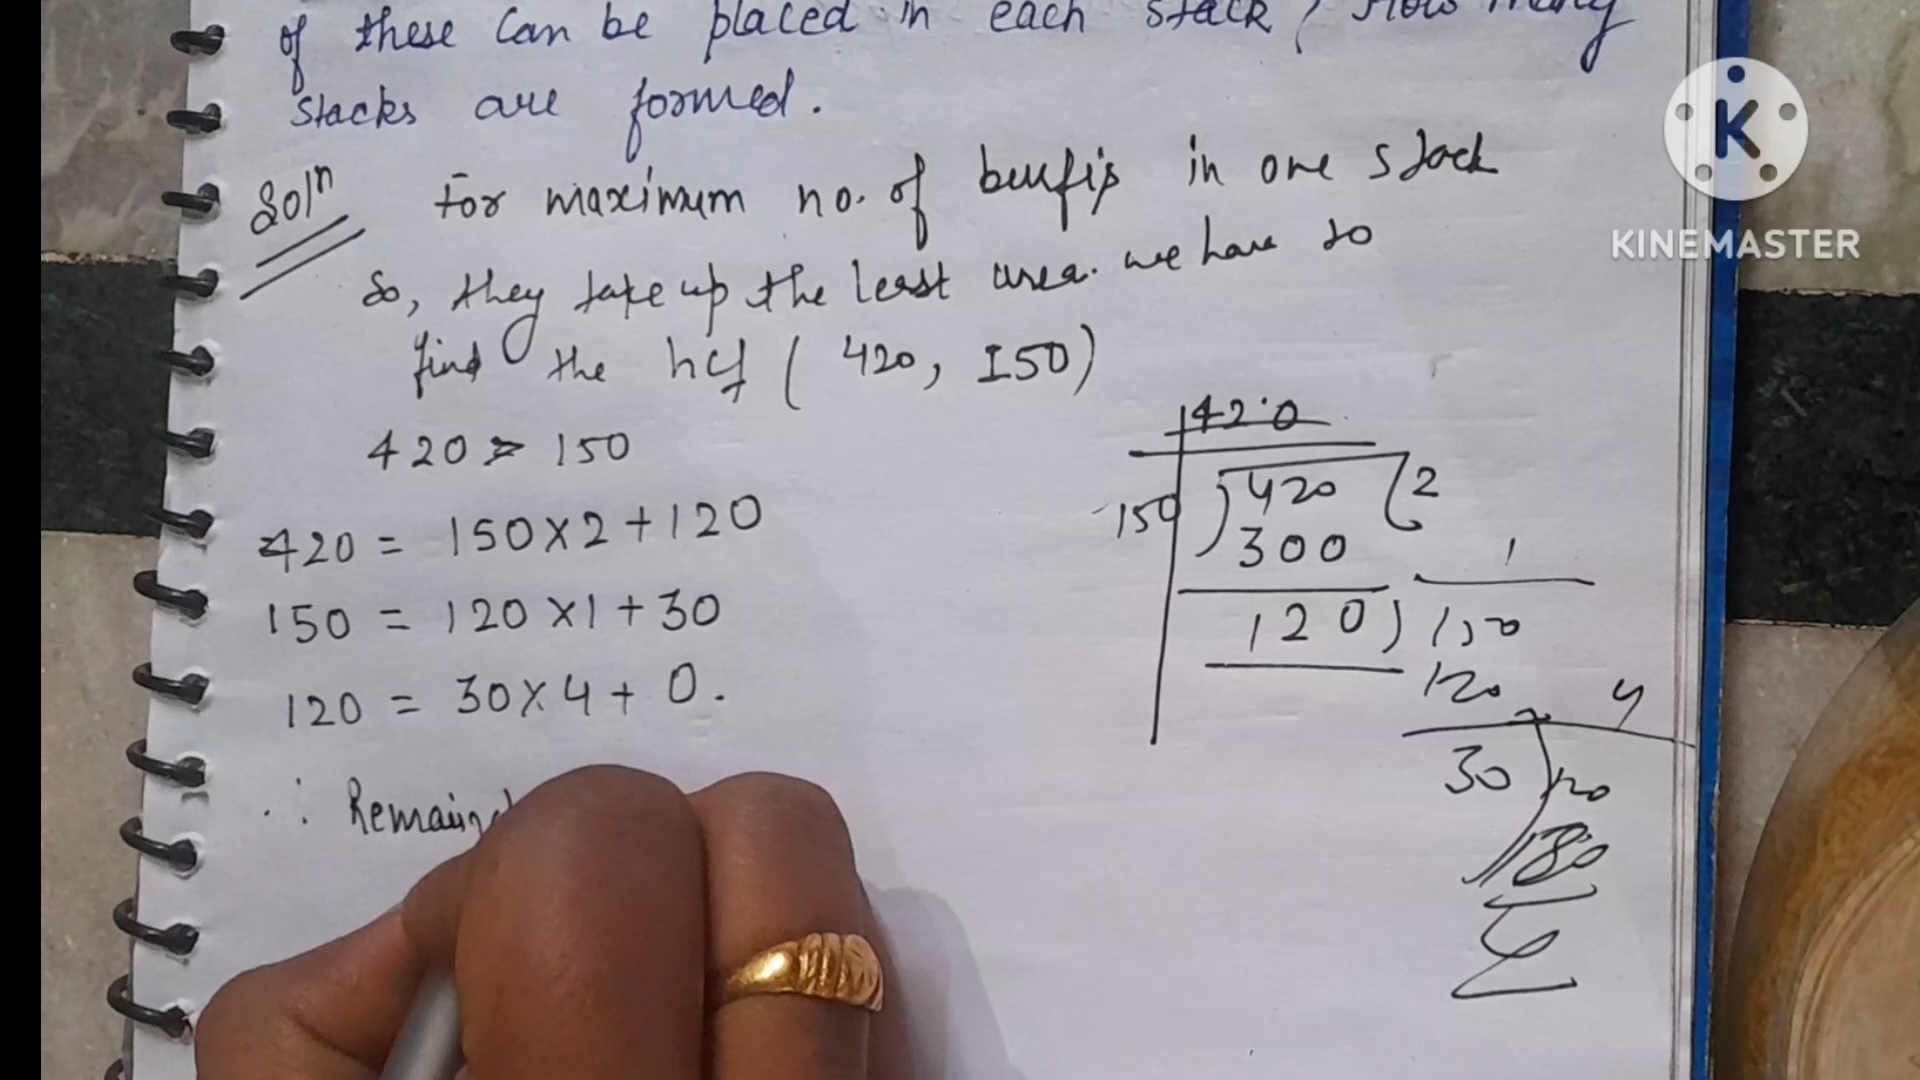 of these can be placed in each stack? How many
stacks are formed.
Solⁿ For maximum no. of burfis in one stack
So, they take up the least area. we have to
find the hcf ( 420, 150)
420 > 150
420 = 150 x 2 + 120
150 = 120 x 1 + 30
120 = 30 x 4 + 0.
∴ Remaind
420
150 ) 420 ( 2
300
1
120 ) 150
120
4
30 ) 120
K
KINEMASTER